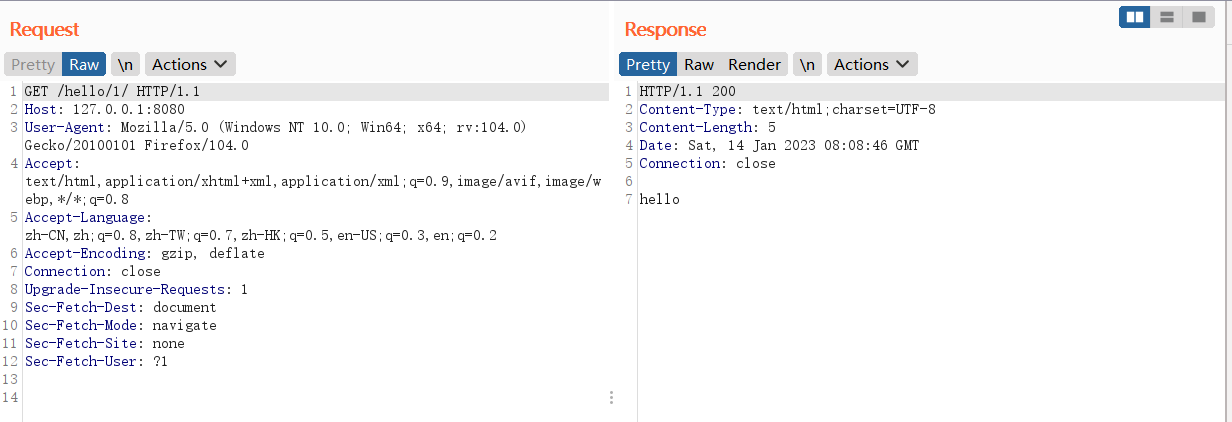 Request
Pretty Raw \n Actions
1 GET /hello/1/ HTTP/1.1
2 Host: 127.0.0.1:8080
3 User-Agent: Mozilla/5.0 (Windows NT 10.0; Win64; x64; rv:104.0)
Gecko/20100101 Firefox/104.0
4 Accept:
text/html,application/xhtml+xml,application/xml;q=0.9,image/avif,image/w
ebp,*/*;q=0.8
5 Accept-Language:
zh-CN,zh;q=0.8,zh-TW;q=0.7,zh-HK;q=0.5,en-US;q=0.3,en;q=0.2
6 Accept-Encoding: gzip, deflate
7 Connection: close
8 Upgrade-Insecure-Requests: 1
9 Sec-Fetch-Dest: document
10 Sec-Fetch-Mode: navigate
11 Sec-Fetch-Site: none
12 Sec-Fetch-User: ?1
13
14
Response
Pretty Raw Render \n Actions
1 HTTP/1.1 200
2 Content-Type: text/html;charset=UTF-8
3 Content-Length: 5
4 Date: Sat, 14 Jan 2023 08:08:46 GMT
5 Connection: close
6
7 hello